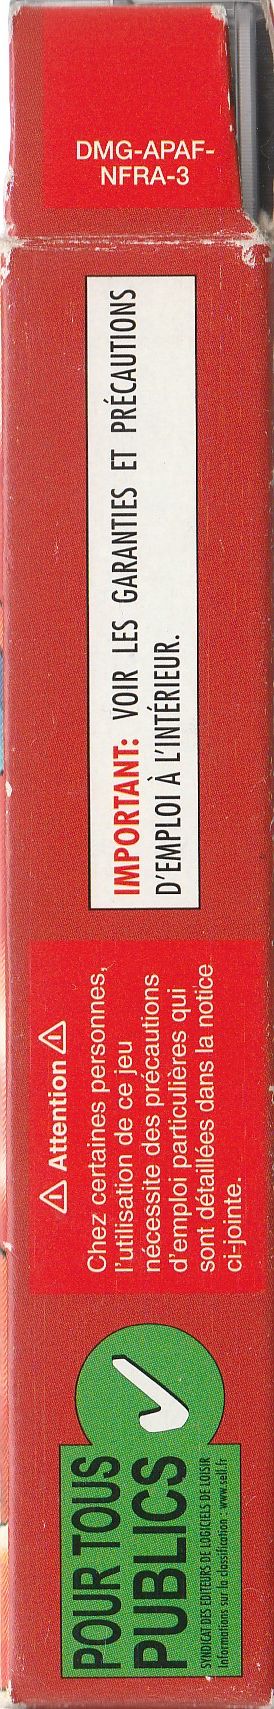 DMG-APAF-
NFRA-3
IMPORTANT: VOIR LES GARANTIES ET PRÉCAUTIONS
D'EMPLOI À L'INTÉRIEUR.
Attention
Chez certaines personnes,
l'utilisation de ce jeu
nécessite des précautions
d'emploi particulières qui
sont détaillées dans la notice
ci-jointe.
POUR TOUS
PUBLICS
SYNDICAT DES EDITEURS DE LOGICIELS DE LOISIR
Informations sur la classification : www.sell.fr